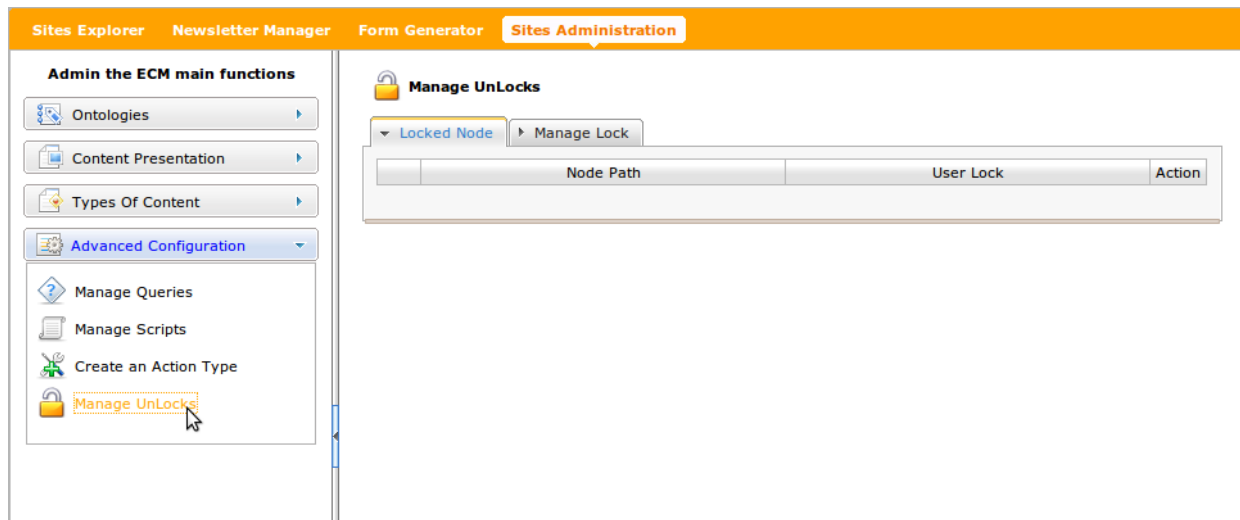 Sites Explorer Newsletter Manager Form Generator Sites Administration
Admin the ECM main functions
Ontologies
Content Presentation
Types Of Content
Advanced Configuration
Manage Queries
Manage Scripts
Create an Action Type
Manage UnLocks
Manage UnLocks
Locked Node Manage Lock
Node Path User Lock Action